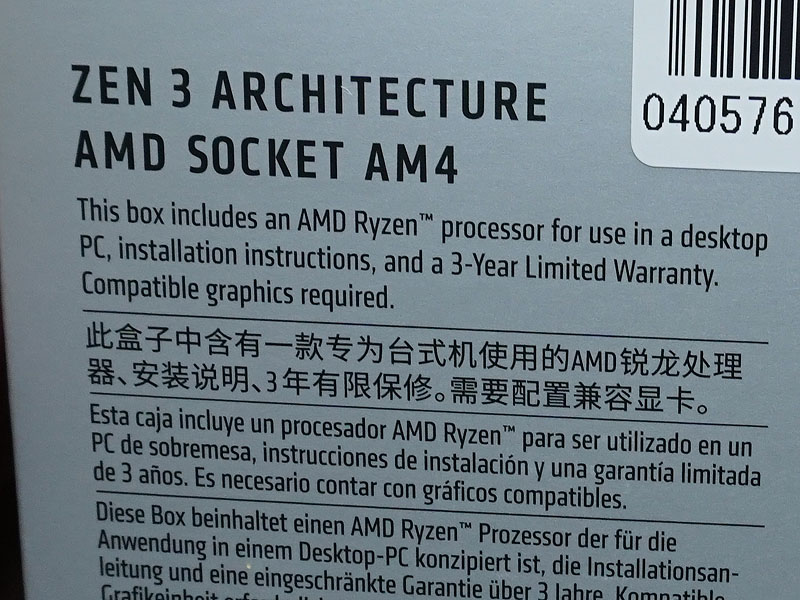 040576
ZEN 3 ARCHITECTURE
AMD SOCKET AM4
This box includes an AMD Ryzen™ processor for use in a desktop
PC, installation instructions, and a 3-Year Limited Warranty.
Compatible graphics required.
此盒子中含有一款专为台式机使用的AMD锐龙处理
器、安装说明、3年有限保修。需要配置兼容显卡。
Esta caja incluye un procesador AMD Ryzen™ para ser utilizado en un
PC de sobremesa, instrucciones de instalación y una garantía limitada
de 3 años. Es necesario contar con gráficos compatibles.
Diese Box beinhaltet einen AMD Ryzen™ Prozessor der für die
Anwendung in einem Desktop-PC konzipiert ist, die Installationsan-
leitung und eine eingeschränkte Garantie über 3 Jahre. Kompatible
Grafikeinheit